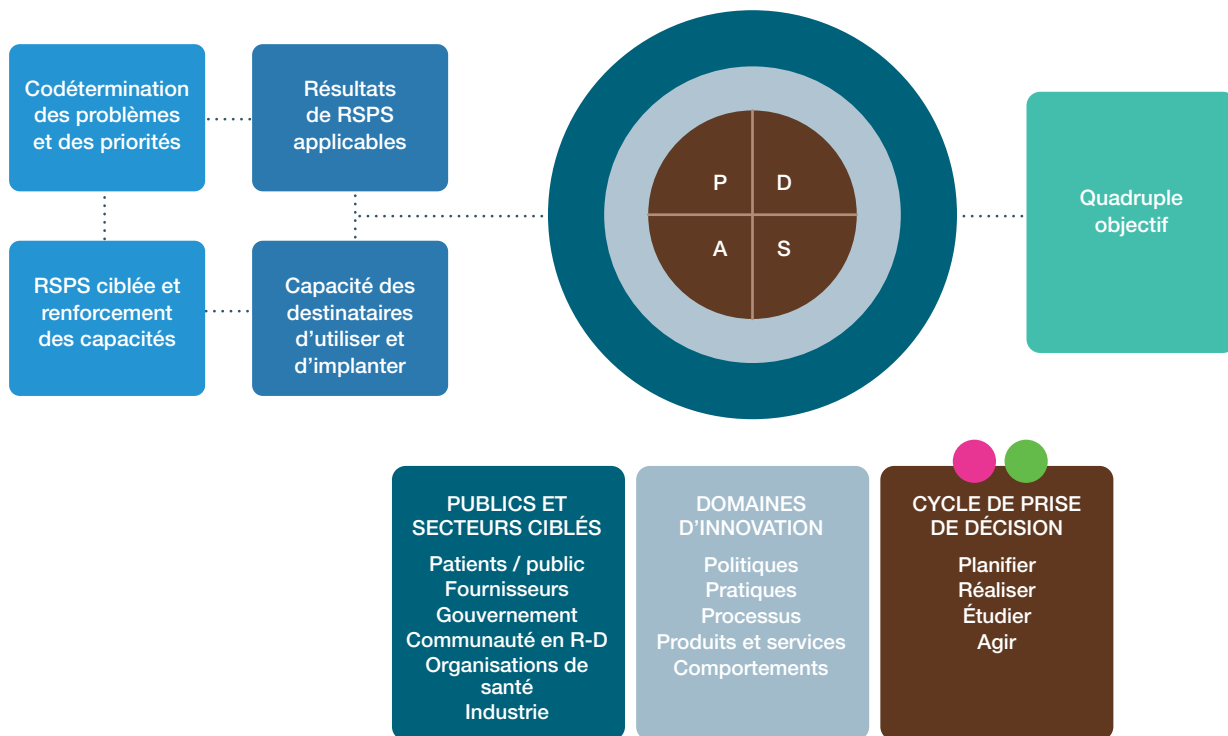 Codétermination
des problèmes
et des priorités
Résultats
de RSPS
applicables
RSPS ciblée et
renforcement
des capacités
Capacité des
destinataires
d’utiliser et
d’implanter
P D
A S
Quadruple
objectif
PUBLICS ET
SECTEURS CIBLÉS
Patients / public
Fournisseurs
Gouvernement
Communauté en R-D
Organisations de
santé
Industrie
DOMAINES
D’INNOVATION
Politiques
Pratiques
Processus
Produits et services
Comportements
CYCLE DE PRISE
DE DÉCISION
Planifier
Réaliser
Étudier
Agir